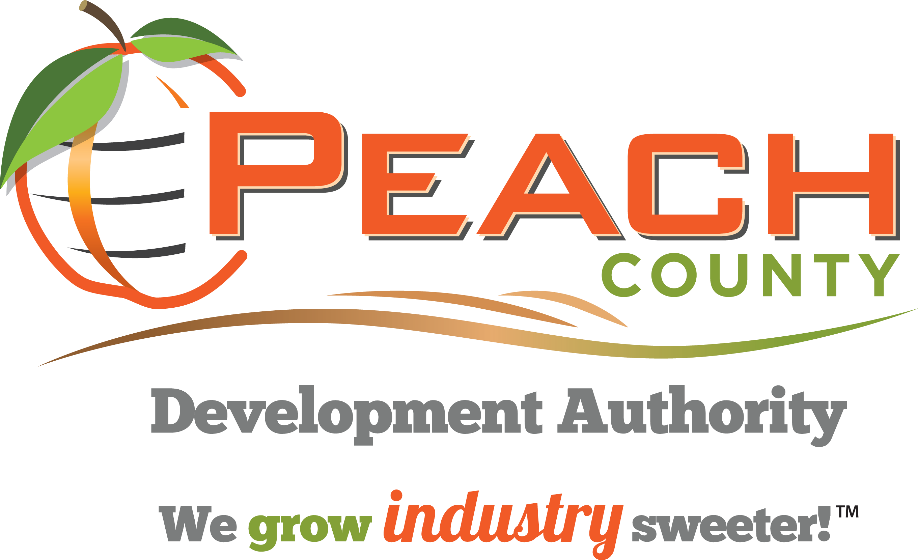 PEACH
COUNTY
Development Authority
We grow industry sweeter!™